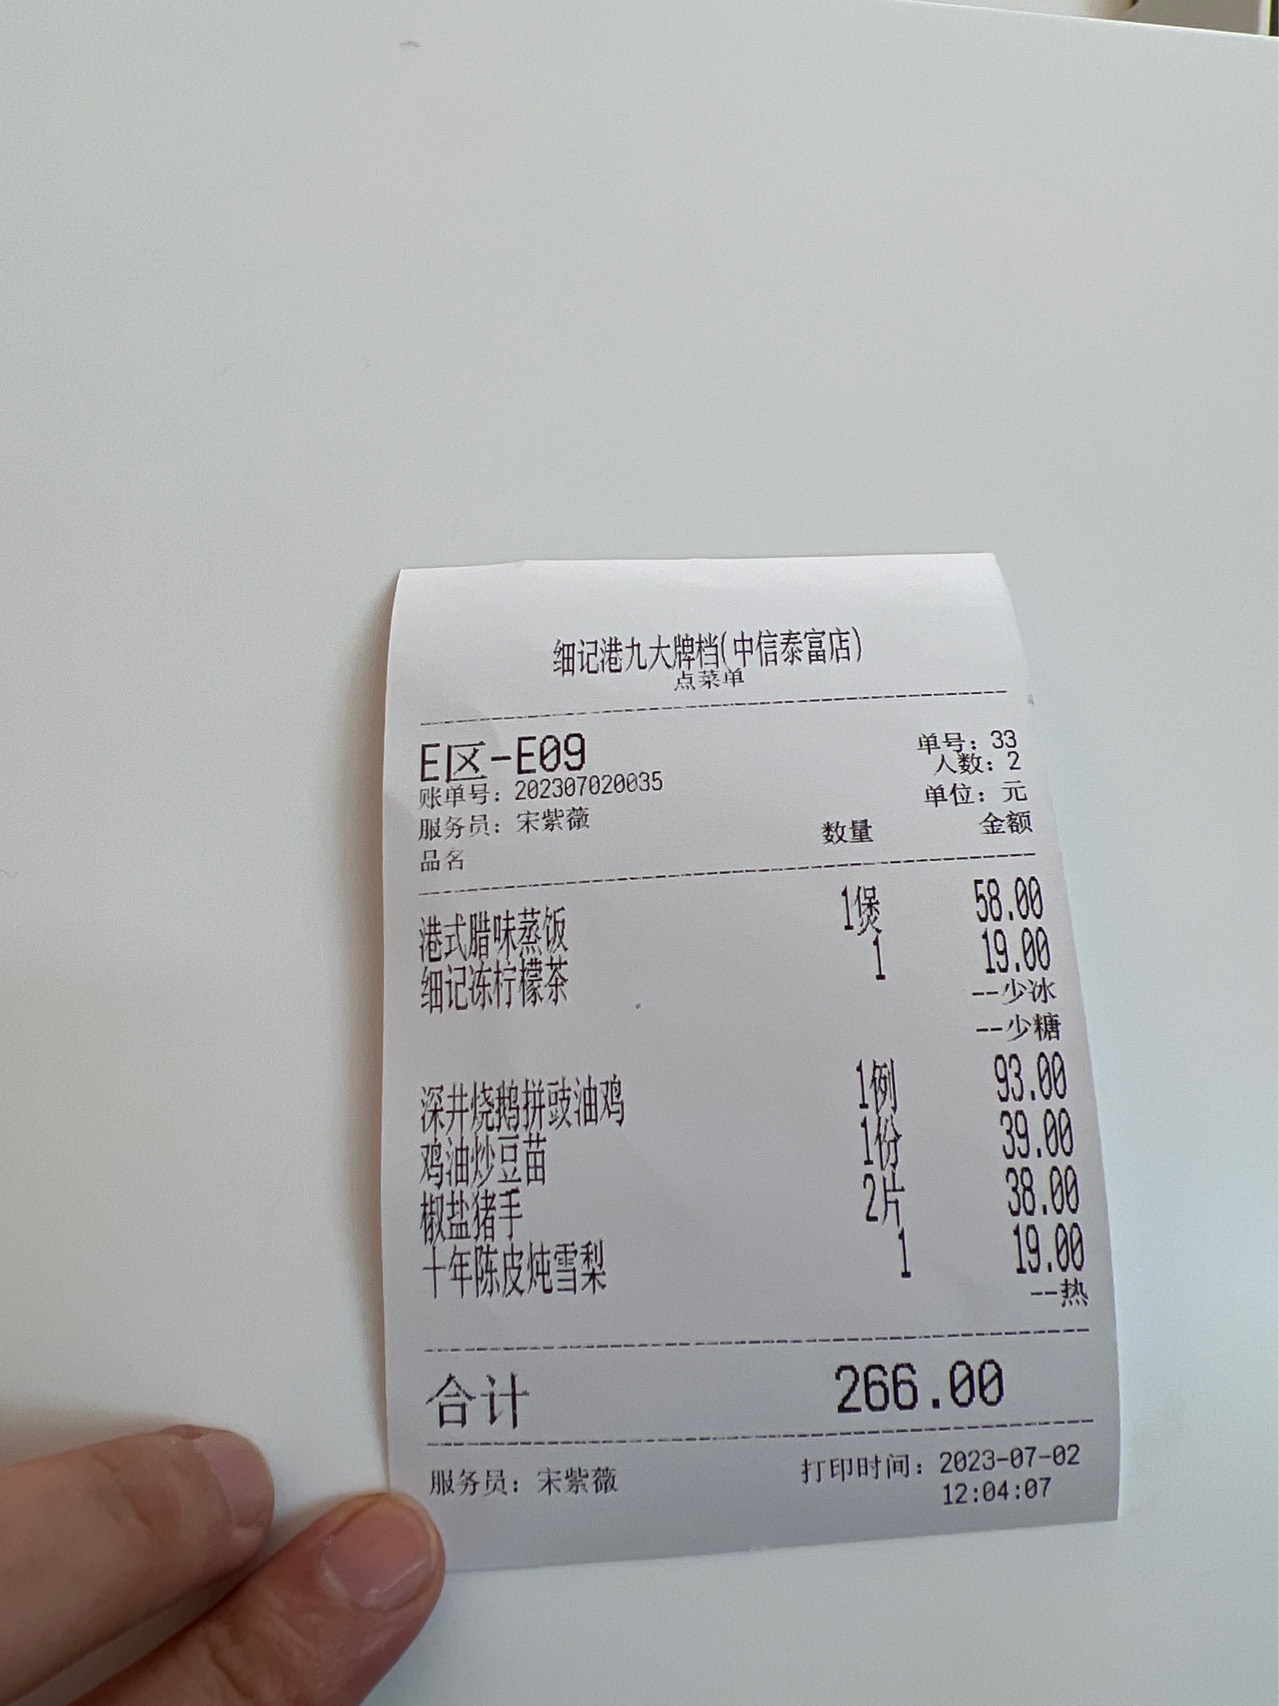 细记港九大牌档(中信泰富店)
点菜单
E区-E09
单号: 33
人数: 2
账单号: 202307020035
单位: 元
服务员: 宋紫薇
品名 数量 金额
港式腊味蒸饭 1煲 58.00
细记冻柠檬茶 1 19.00
--少冰
--少糖
深井烧鹅拼豉油鸡 1例 93.00
鸡油炒豆苗 1份 39.00
椒盐猪手 2片 38.00
十年陈皮炖雪梨 1 19.00
--热
合计 266.00
服务员: 宋紫薇 打印时间: 2023-07-02
12:04:07